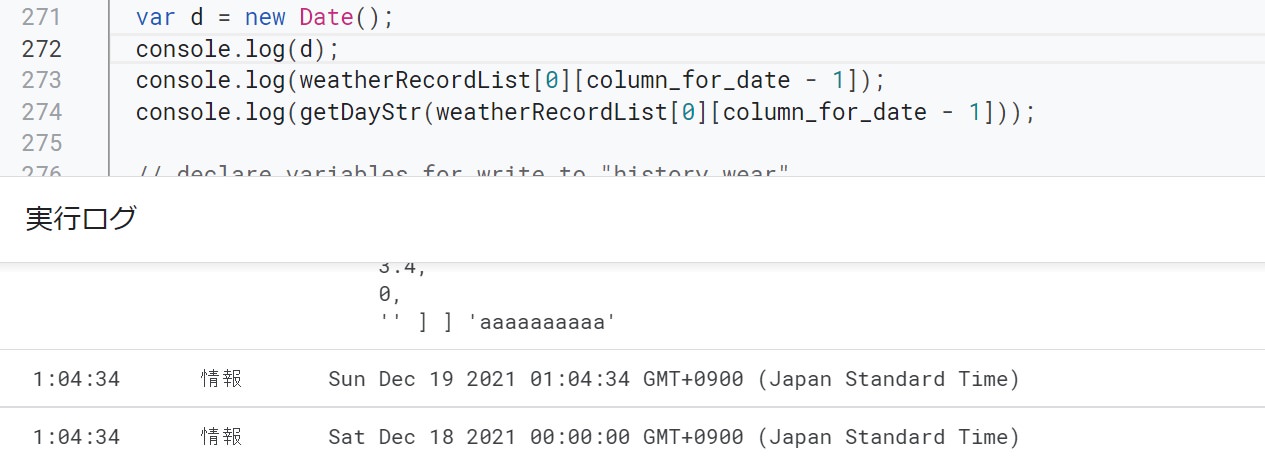 271 var d = new Date();
272 console.log(d);
273 console.log(weatherRecordList[0][column_for_date - 1]);
274 console.log(getDayStr(weatherRecordList[0][column_for_date - 1]));
275
276 // declare variables for write to "history_wear"
実行ログ
3.4,
0,
'' ] ] 'aaaaaaaaaa'
1:04:34 情報 Sun Dec 19 2021 01:04:34 GMT+0900 (Japan Standard Time)
1:04:34 情報 Sat Dec 18 2021 00:00:00 GMT+0900 (Japan Standard Time)